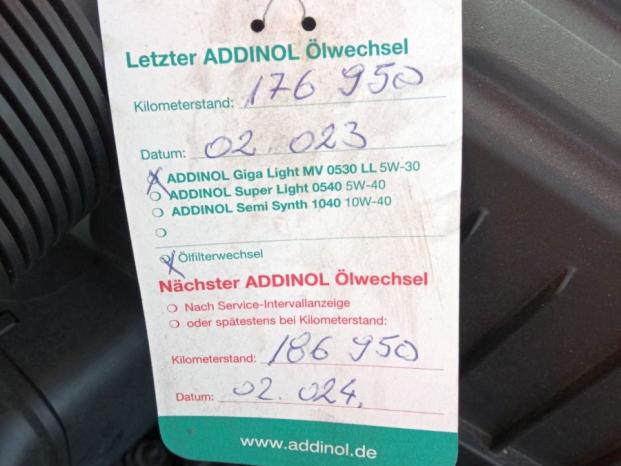 Letzter ADDINOL Ölwechsel
Kilometerstand: 176 950
Datum: 02. 023
ADDINOL Giga Light MV 0530 LL 5W-30
ADDINOL Super Light 0540 5W-40
ADDINOL Semi Synth 1040 10W-40
Ölfilterwechsel
Nächster ADDINOL Ölwechsel
Nach Service-Intervallanzeige
oder spätestens bei Kilometerstand:
Kilometerstand: 186 950
Datum: 02. 024.
www.addinol.de